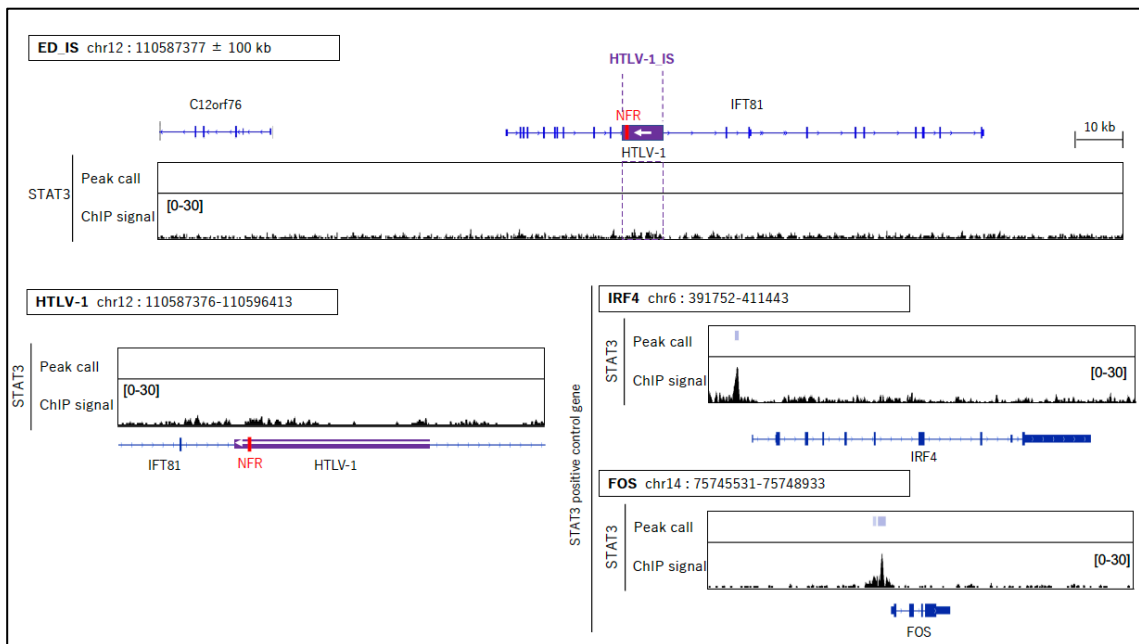 ED_IS chr12 : 110587377 ± 100 kb
HTLV-1_IS
C12orf76
NFR
IFT81
10 kb
HTLV-1
STAT3
Peak call
ChIP signal
[0-30]
HTLV-1 chr12 : 110587376-110596413
STAT3
Peak call
ChIP signal
[0-30]
IFT81
NFR
HTLV-1
STAT3 positive control gene
IRF4 chr6 : 391752-411443
STAT3
Peak call
ChIP signal
[0-30]
IRF4
FOS chr14 : 75745531-75748933
STAT3
Peak call
ChIP signal
[0-30]
FOS